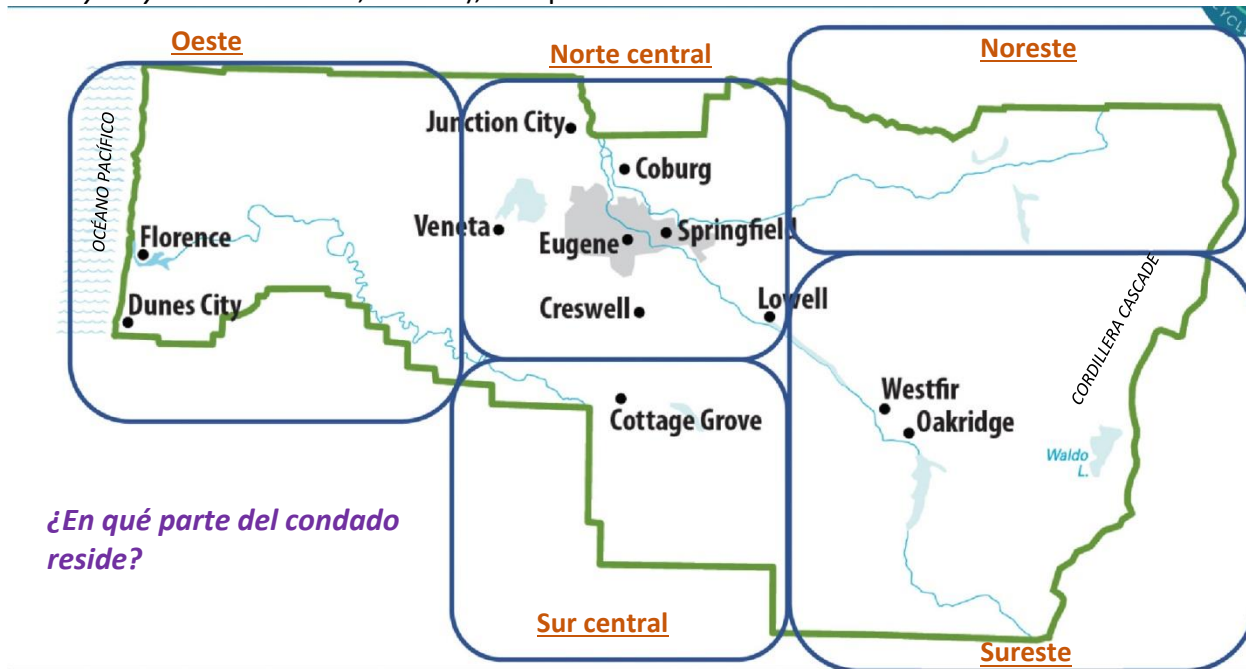 Oeste
Norte central
Noreste
OCÉANO PACÍFICO
Junction City
Coburg
Veneta
Eugene
Springfield
Florence
Dunes City
Creswell
Lowell
CORDILLERA CASCADE
Westfir
Oakridge
Cottage Grove
Waldo
L.
¿En qué parte del condado
reside?
Sur central
Sureste